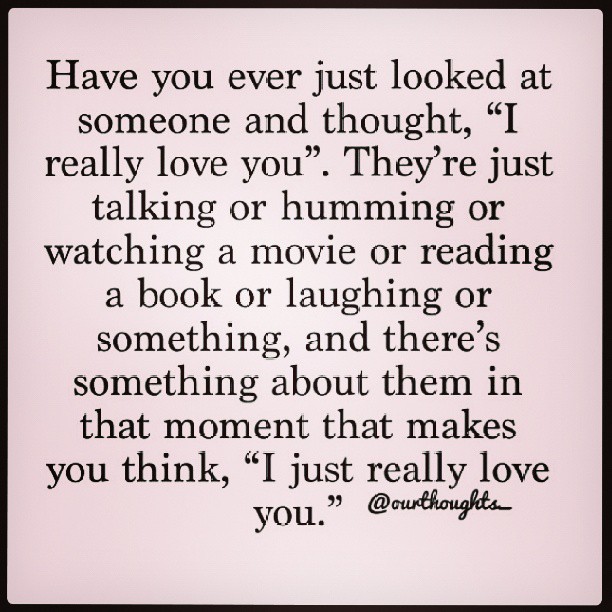 Have you ever just looked at
someone and thought, “I
really love you”. They’re just
talking or humming or
watching a movie or reading
a book or laughing or
something, and there’s
something about them in
that moment that makes
you think, “I just really love
you.” @ourthoughts_